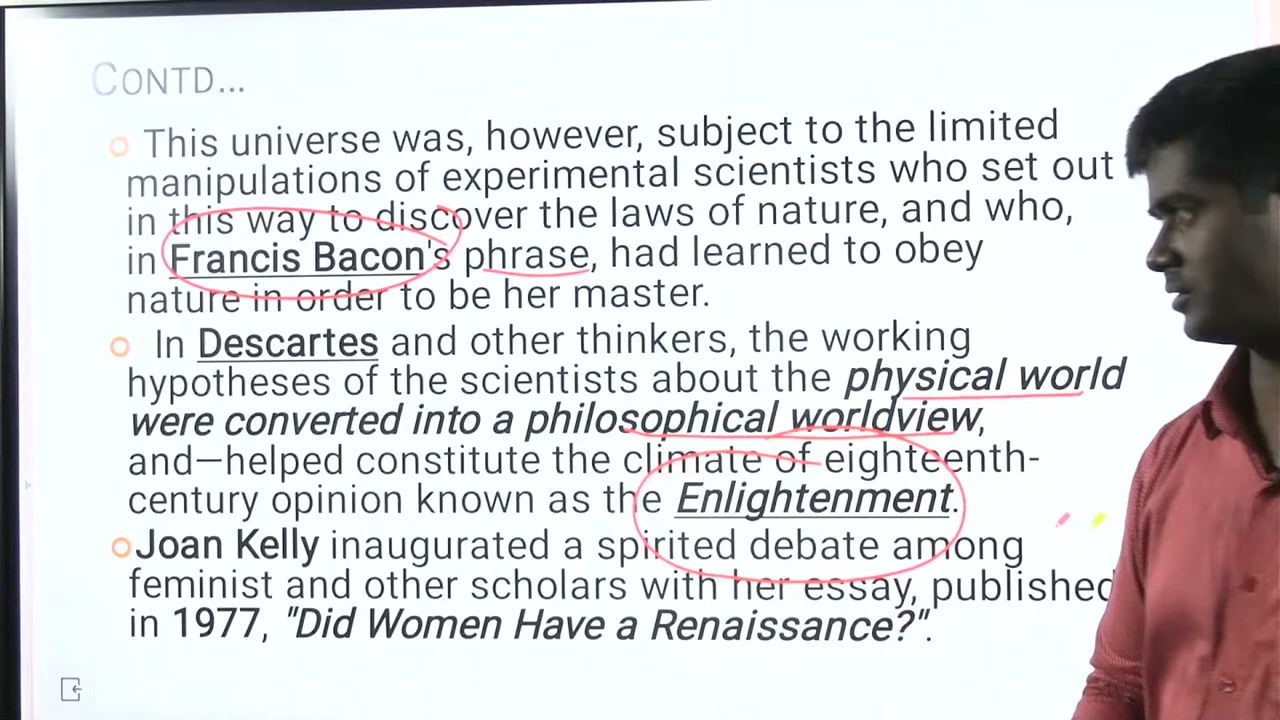 CONTD...
This universe was, however, subject to the limited
manipulations of experimental scientists who set out
in this way to discover the laws of nature, and who,
in Francis Bacon's phrase, had learned to obey
nature in order to be her master.
In Descartes and other thinkers, the working
hypotheses of the scientists about the physical world
were converted into a philosophical worldview,
and—helped constitute the climate of eighteenth-
century opinion known as the Enlightenment.
Joan Kelly inaugurated a spirited debate among
feminist and other scholars with her essay, published
in 1977, "Did Women Have a Renaissance?".